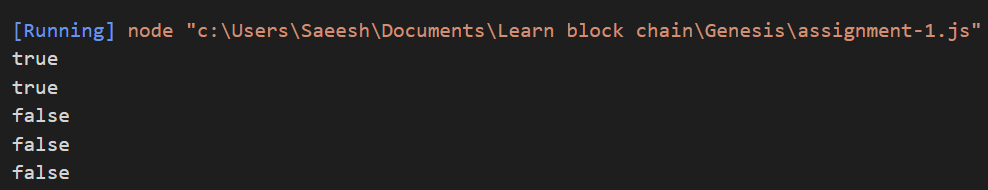 [Running] node "c:\Users\Saeesh\Documents\Learn block chain\Genesis\assignment-1.js"
true
true
false
false
false